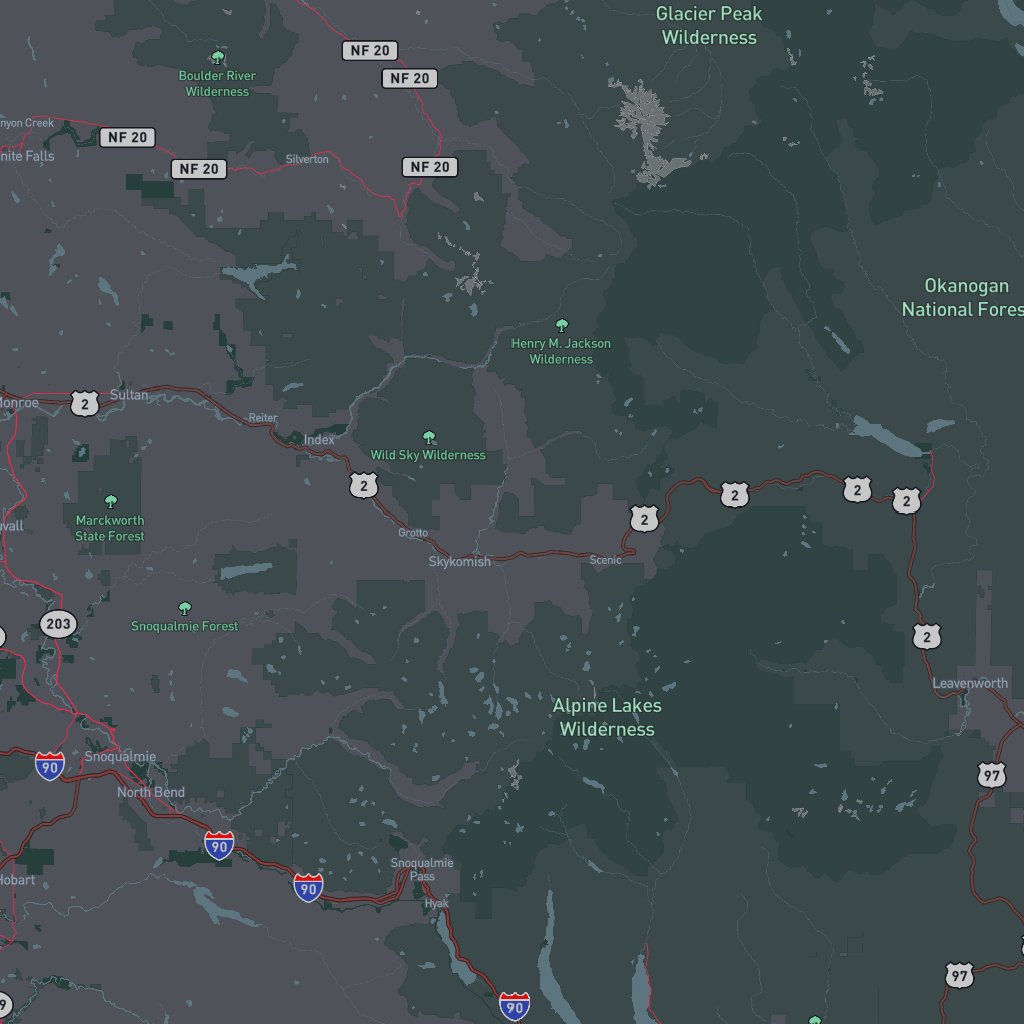 Glacier Peak
Wilderness
NF 20
NF 20
Boulder River
Wilderness
nyon Creek
NF 20
nite Falls
NF 20
Silverton
NF 20
Okanogan
National Fores
Henry M. Jackson
Wilderness
Monroe
2
Sultan
Reiter
Index
Wild Sky Wilderness
2
2
2
2
2
Marckworth
State Forest
uvall
Grotto
Skykomish
Scenic
Snoqualmie Forest
203
2
Leavenworth
Alpine Lakes
Wilderness
Snoqualmie
90
North Bend
97
90
Snoqualmie
Pass
Hobart
90
Hyak
97
9
90